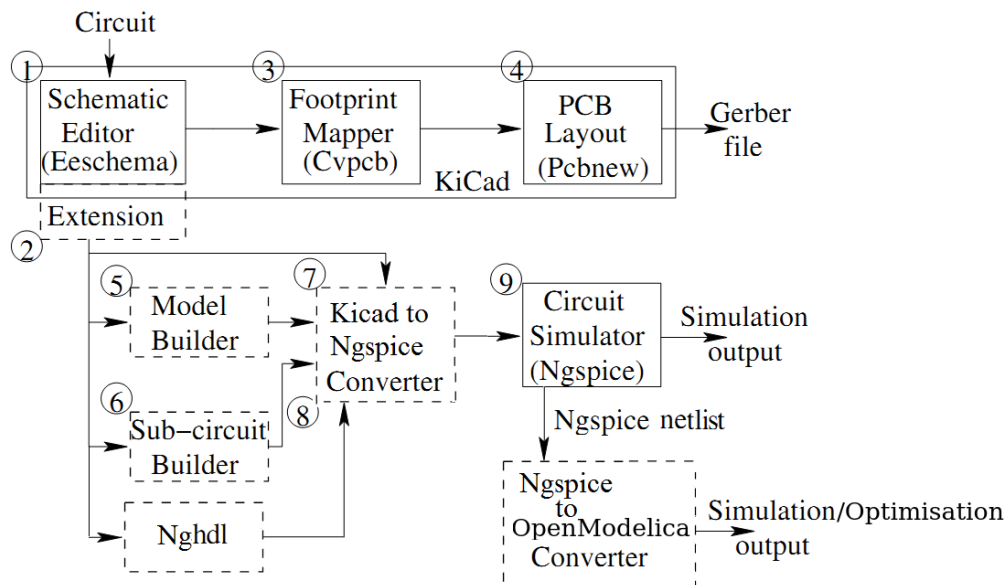 Circuit
1
3
4
Schematic
Editor
(Eeschema)
Footprint
Mapper
(Cvpcb)
PCB
Layout
(Pcbnew)
Gerber
file
KiCad
Extension
2
5
Model
Builder
7
Kicad to
Ngspice
Converter
9
Circuit
Simulator
(Ngspice)
Simulation
output
6
Sub-circuit
Builder
8
Ngspice netlist
Nghdl
Ngspice
to
OpenModelica
Converter
Simulation/Optimisation
output